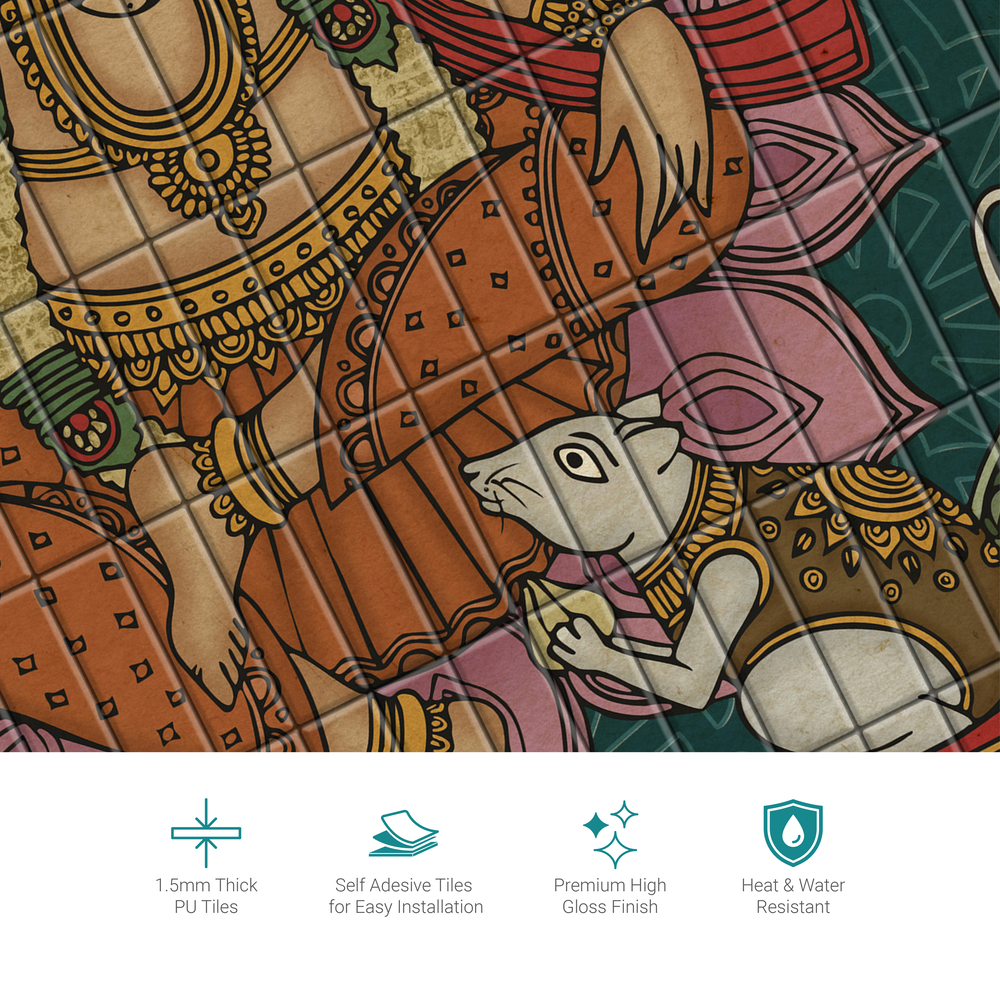 1.5mm Thick
PU Tiles
Self Adesive Tiles
for Easy Installation
Premium High
Gloss Finish
Heat & Water
Resistant